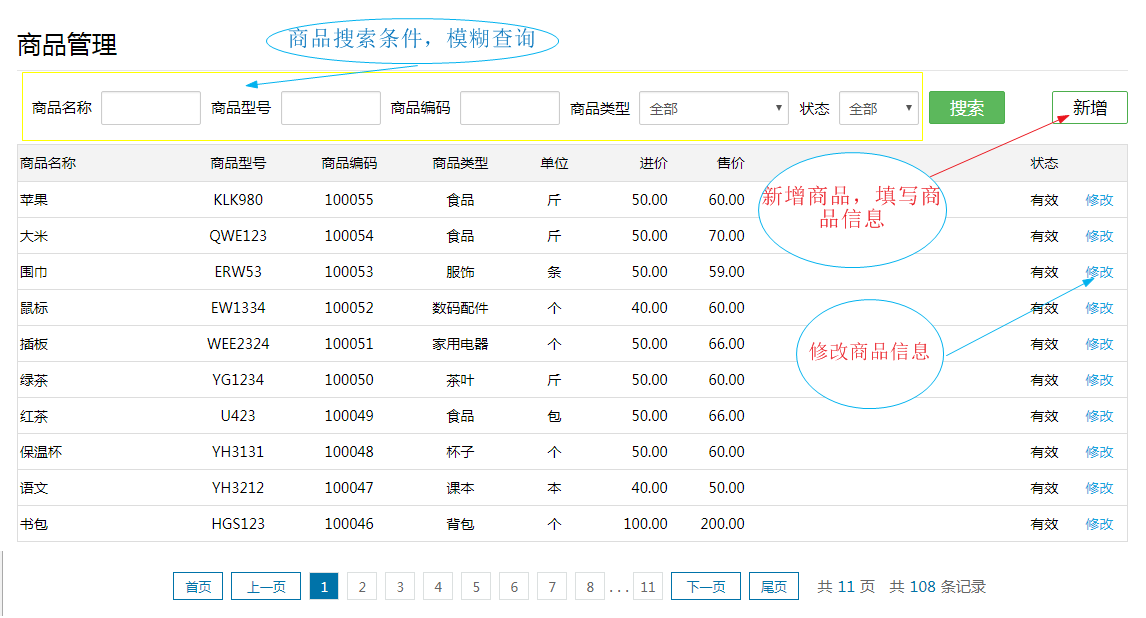 商品管理
商品搜索条件，模糊查询
商品名称 商品型号 商品编码 商品类型 全部 状态 全部 搜索 新增
商品名称 商品型号 商品编码 商品类型 单位 进价 售价 状态
苹果 KLK980 100055 食品 斤 50.00 60.00 有效 修改
大米 QWE123 100054 食品 斤 50.00 70.00 有效 修改
围巾 ERW53 100053 服饰 条 50.00 59.00 有效 修改
鼠标 EW1334 100052 数码配件 个 40.00 60.00 有效 修改
插板 WEE2324 100051 家用电器 个 50.00 66.00 有效 修改
绿茶 YG1234 100050 茶叶 斤 50.00 60.00 有效 修改
红茶 U423 100049 食品 包 50.00 66.00 有效 修改
保温杯 YH3131 100048 杯子 个 50.00 60.00 有效 修改
语文 YH3212 100047 课本 本 40.00 50.00 有效 修改
书包 HGS123 100046 背包 个 100.00 200.00 有效 修改
新增商品，填写商
品信息
修改商品信息
首页 上一页 1 2 3 4 5 6 7 8 ... 11 下一页 尾页 共 11 页 共 108 条记录